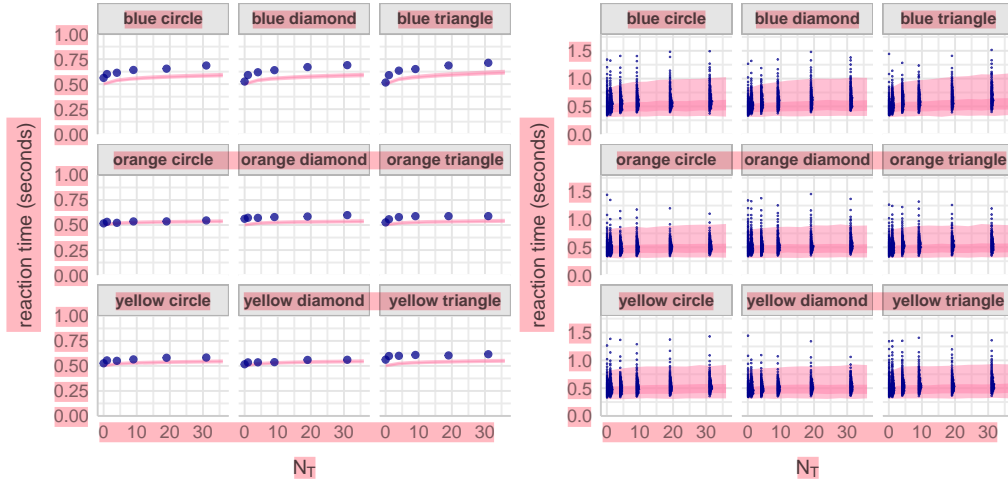 blue circle blue diamond blue triangle
1.00
0.75
0.50
0.25
0.00
orange circle orange diamond orange triangle
1.00
0.75
0.50
0.25
0.00
yellow circle yellow diamond yellow triangle
1.00
0.75
0.50
0.25
0.00
0 10 20 30 0 10 20 30 0 10 20 30
N_T
reaction time (seconds)
blue circle blue diamond blue triangle
1.5
1.0
0.5
0.0
orange circle orange diamond orange triangle
1.5
1.0
0.5
0.0
yellow circle yellow diamond yellow triangle
1.5
1.0
0.5
0.0
0 10 20 30 0 10 20 30 0 10 20 30
N_T
reaction time (seconds)